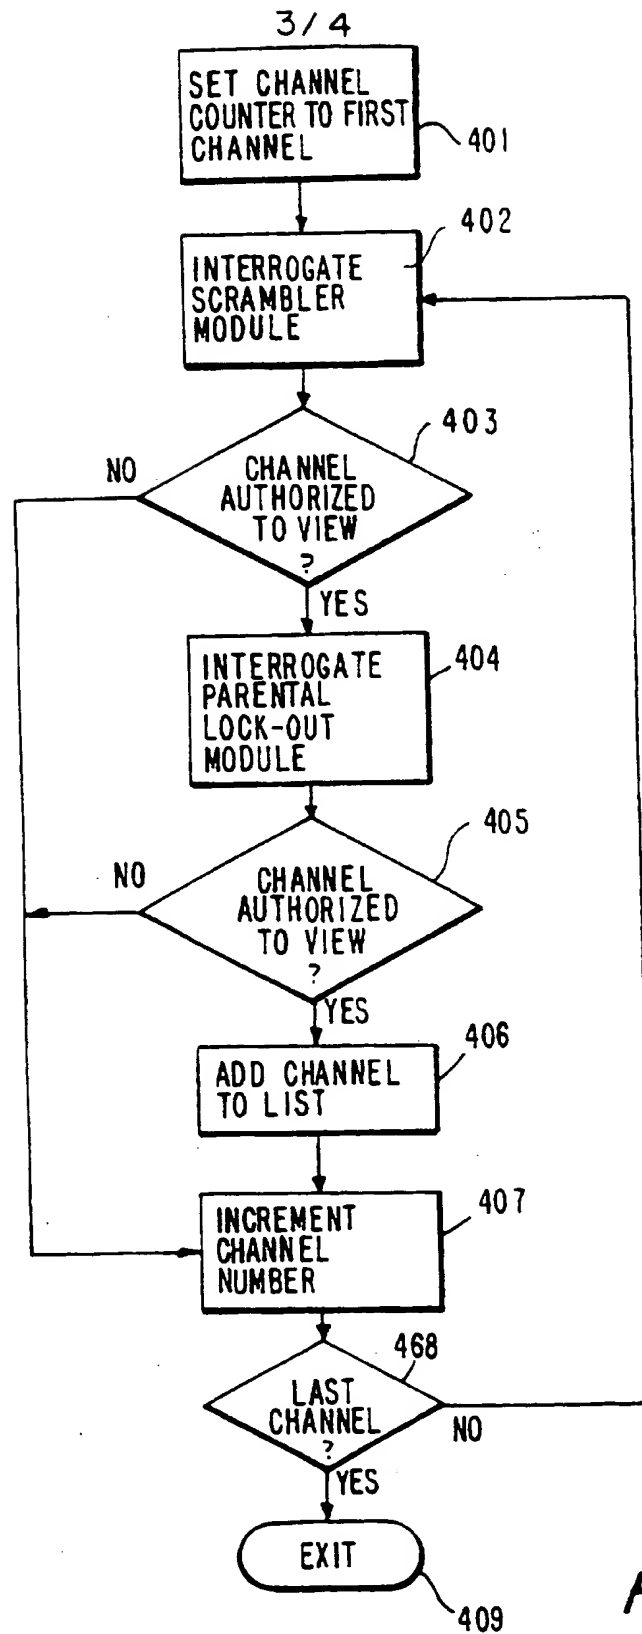 3/4
SET CHANNEL
COUNTER TO FIRST
CHANNEL
401
402
INTERROGATE
SCRAMBLER
MODULE
403
NO
CHANNEL
AUTHORIZED
TO VIEW
?
YES
404
INTERROGATE
PARENTAL
LOCK-OUT
MODULE
405
NO
CHANNEL
AUTHORIZED
TO VIEW
?
YES
406
ADD CHANNEL
TO LIST
407
INCREMENT
CHANNEL
NUMBER
468
LAST
CHANNEL
?
NO
YES
EXIT
409